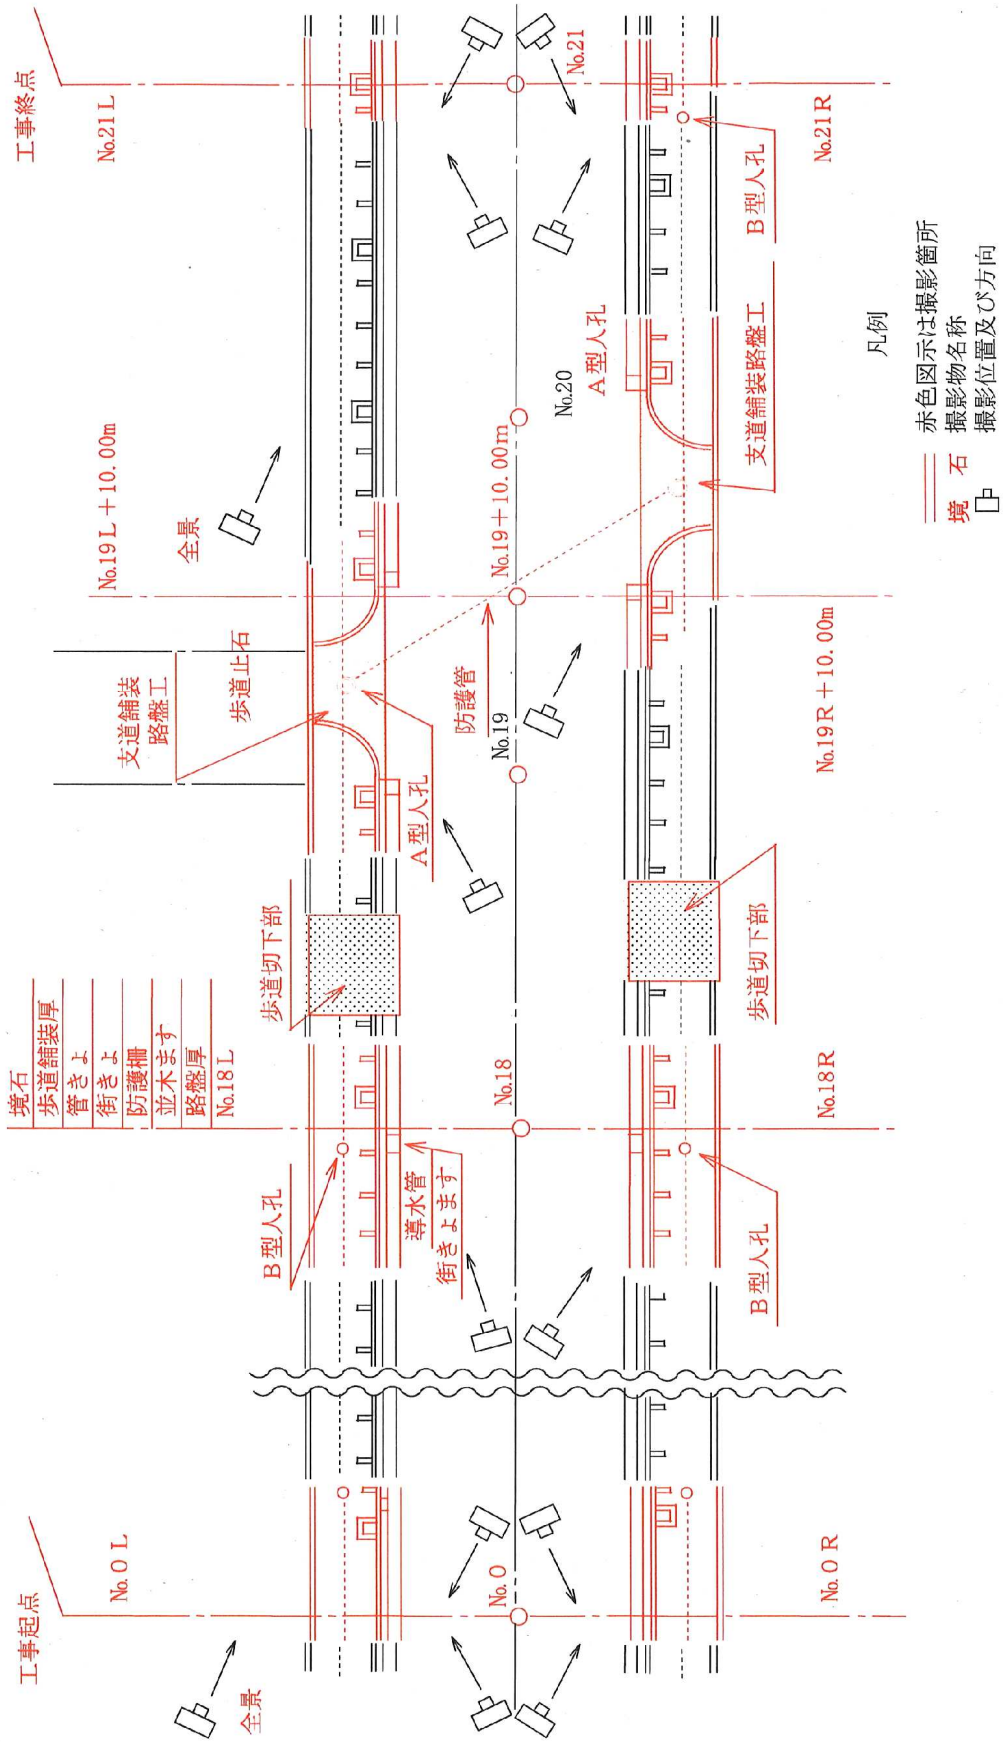 工事起点
No.0 L
全景
No.0
No.0 R
境石
歩道舗装厚
管きょ
街きょ
防護柵
並木ます
路盤厚
No.18 L
B型人孔
導水管
街きょます
No.18
No.18 R
B型人孔
歩道切下部
歩道切下部
支道舗装
路盤工
歩道止石
A型人孔
防護管
No.19
No.19 L + 10.00m
No.19 + 10.00m
No.19 R + 10.00m
全景
No.20
A型人孔
支道舗装路盤工
工事終点
No.21 L
No.21
No.21 R
B型人孔
凡例
赤色図示は撮影箇所
境 石 撮影物名称
撮影位置及び方向